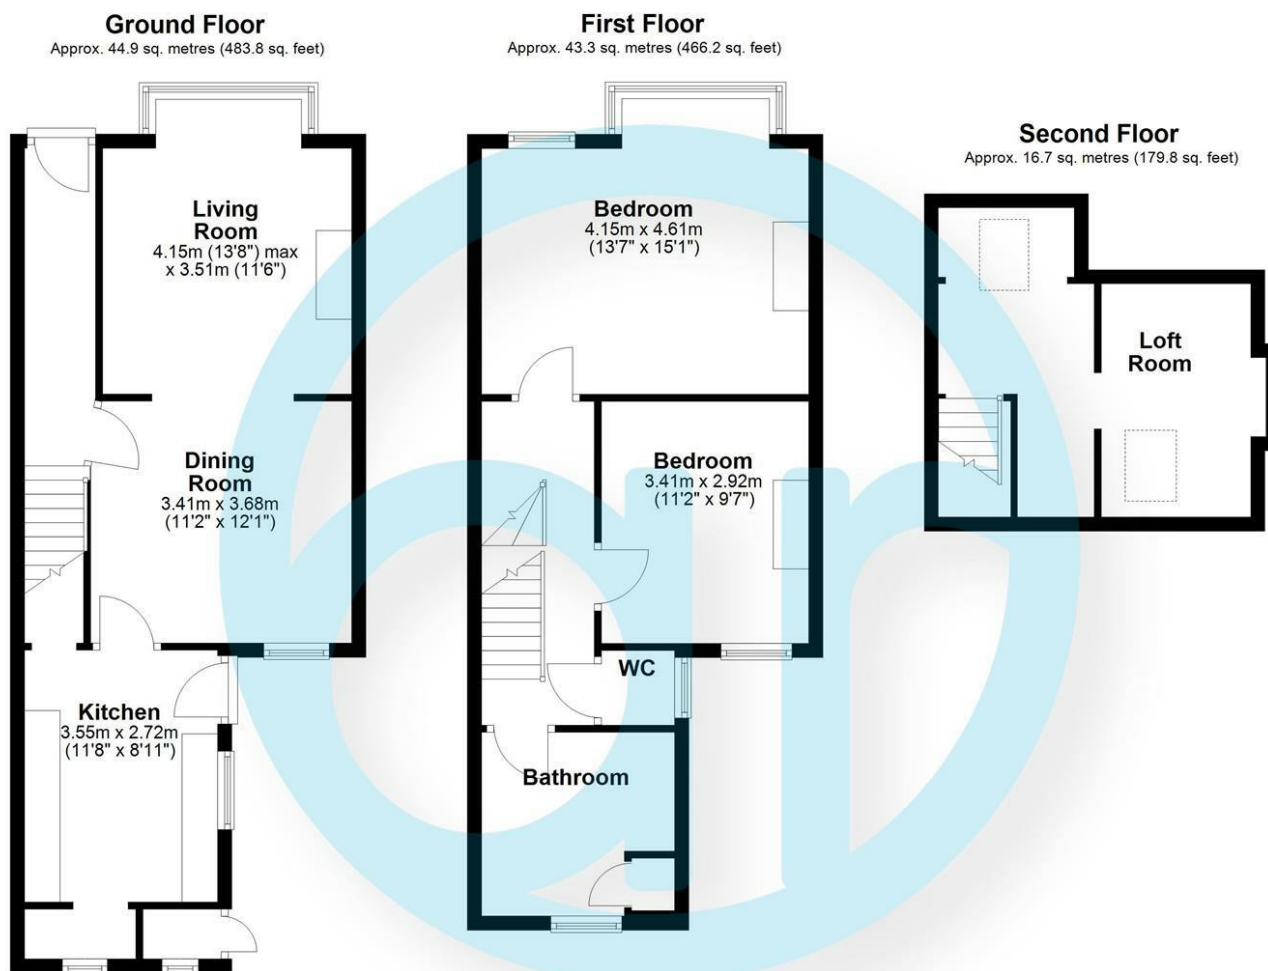 Ground Floor
Approx. 44.9 sq. metres (483.8 sq. feet)
Living
Room
4.15m (13'8") max
x 3.51m (11'6")
Dining
Room
3.41m x 3.68m
(11'2" x 12'1")
Kitchen
3.55m x 2.72m
(11'8" x 8'11")
First Floor
Approx. 43.3 sq. metres (466.2 sq. feet)
Bedroom
4.15m x 4.61m
(13'7" x 15'1")
Bedroom
3.41m x 2.92m
(11'2" x 9'7")
WC
Bathroom
Second Floor
Approx. 16.7 sq. metres (179.8 sq. feet)
Loft
Room